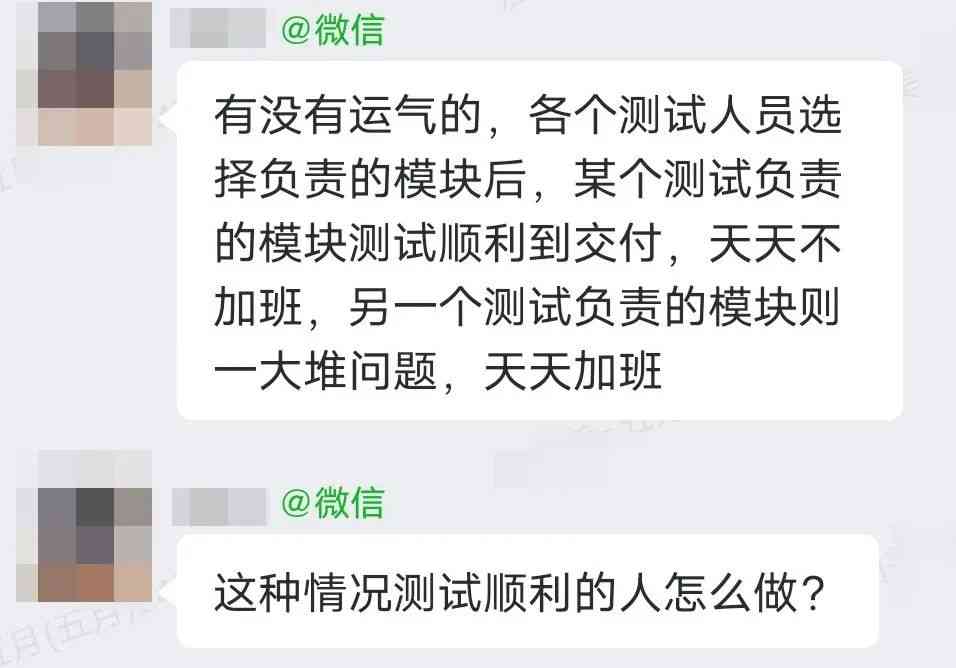 @微信
有没有运气的，各个测试人员选
择负责的模块后，某个测试负责
的模块测试顺利到交付，天天不
加班，另一个测试负责的模块则
一大堆问题，天天加班
@微信
这种情况测试顺利的人怎么做？
五月(五月)